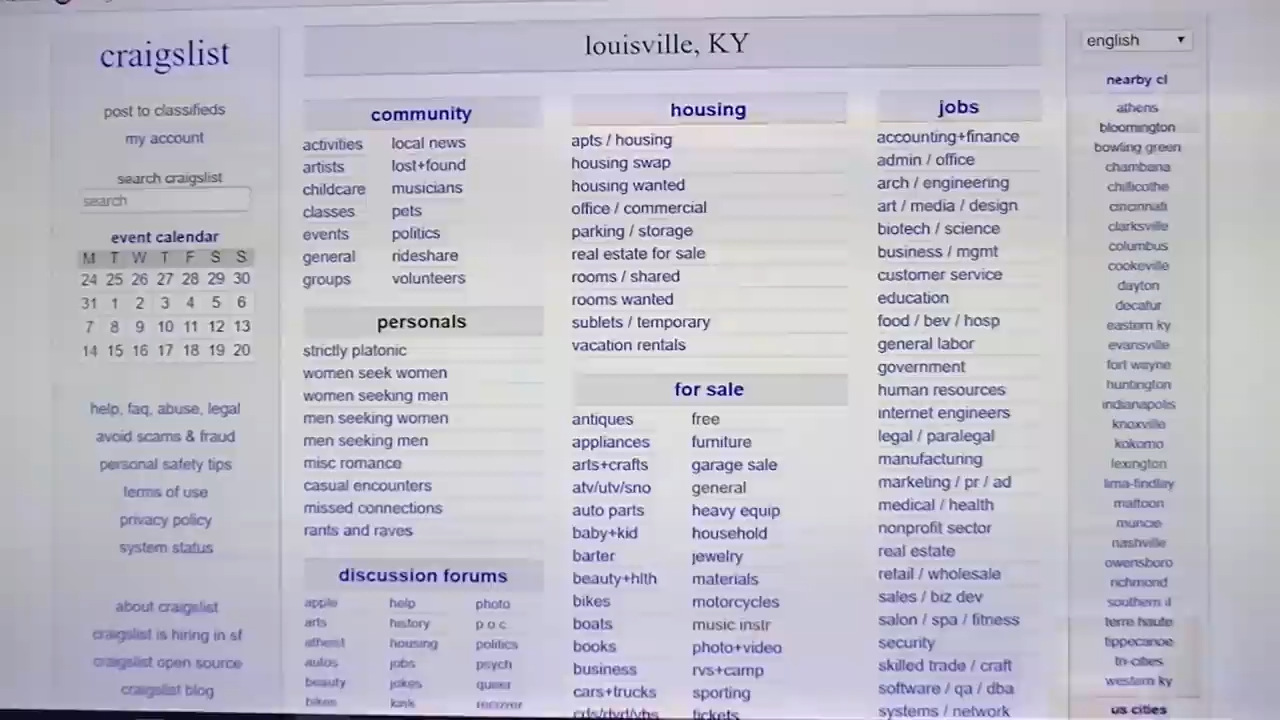 craigslist
post to classifieds
my account
search craigslist
search
event calendar
M T W T F S S
24 25 26 27 28 29 30
31 1 2 3 4 5 6
7 8 9 10 11 12 13
14 15 16 17 18 19 20
help, faq, abuse, legal
avoid scams & fraud
personal safety tips
terms of use
privacy policy
system status
about craigslist
craigslist is hiring in sf
craigslist open source
craigslist blog
louisville, KY
community
activities local news
artists lost+found
childcare musicians
classes pets
events politics
general rideshare
groups volunteers
personals
strictly platonic
women seek women
women seeking men
men seeking women
men seeking men
misc romance
casual encounters
missed connections
rants and raves
discussion forums
apple help photo
arts history p o c
atheist housing politics
autos jobs psych
beauty jokes queer
bikes kink recover
housing
apts / housing
housing swap
housing wanted
office / commercial
parking / storage
real estate for sale
rooms / shared
rooms wanted
sublets / temporary
vacation rentals
for sale
antiques free
appliances furniture
arts+crafts garage sale
atv/utv/sno general
auto parts heavy equip
baby+kid household
barter jewelry
beauty+hlth materials
bikes motorcycles
boats music instr
books photo+video
business rvs+camp
cars+trucks sporting
cds/dvd/vhs tickets
jobs
accounting+finance
admin / office
arch / engineering
art / media / design
biotech / science
business / mgmt
customer service
education
food / bev / hosp
general labor
government
human resources
internet engineers
legal / paralegal
manufacturing
marketing / pr / ad
medical / health
nonprofit sector
real estate
retail / wholesale
sales / biz dev
salon / spa / fitness
security
skilled trade / craft
software / qa / dba
systems / network
english
nearby cl
athens
bloomington
bowling green
chambana
chillicothe
cincinnati
clarksville
columbus
cookeville
dayton
decatur
eastern ky
evansville
fort wayne
huntington
indianapolis
knoxville
kokomo
lexington
lima-findlay
mattoon
muncie
nashville
owensboro
richmond
southern il
terre haute
tippecanoe
tri-cities
western ky
us cities